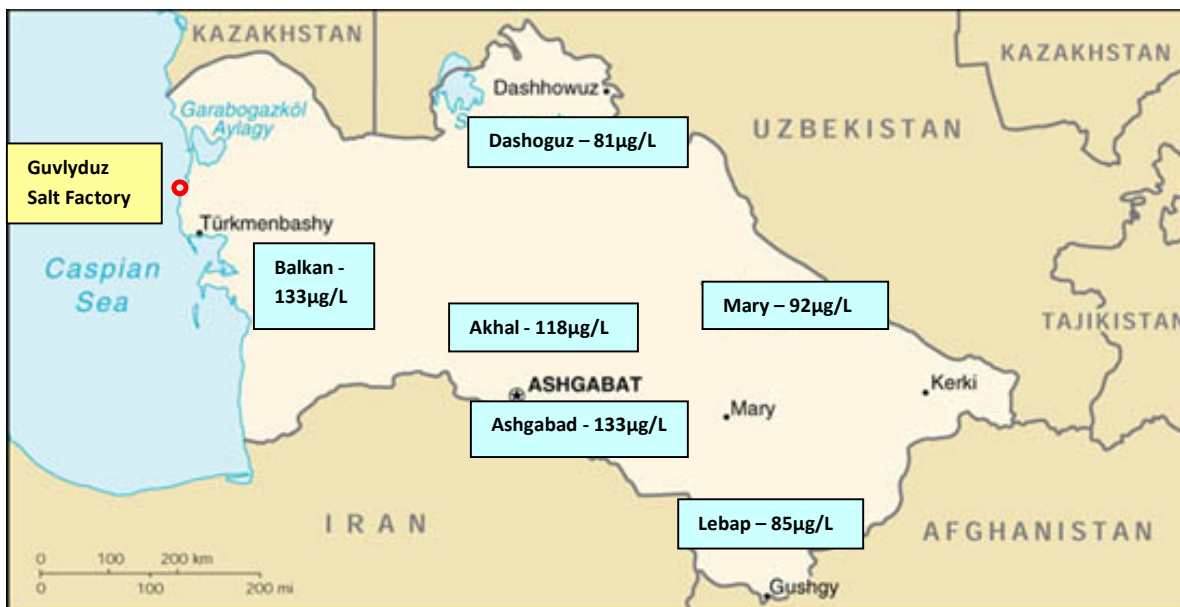 KAZAKHSTAN
KAZAKHSTAN
Dashhowuz
Garabogazköl
Aylagy
UZBEKISTAN
Dashoguz – 81µg/L
Guvlyduz
Salt Factory
Türkmenbashy
Caspian
Sea
Balkan -
133µg/L
Mary – 92µg/L
Akhal - 118µg/L
TAJIKISTAN
ASHGABAT
Kerki
Mary
Ashgabad - 133µg/L
IRAN
Lebap – 85µg/L
AFGHANISTAN
Gushgy
0 100 200 km
0 100 200 mi